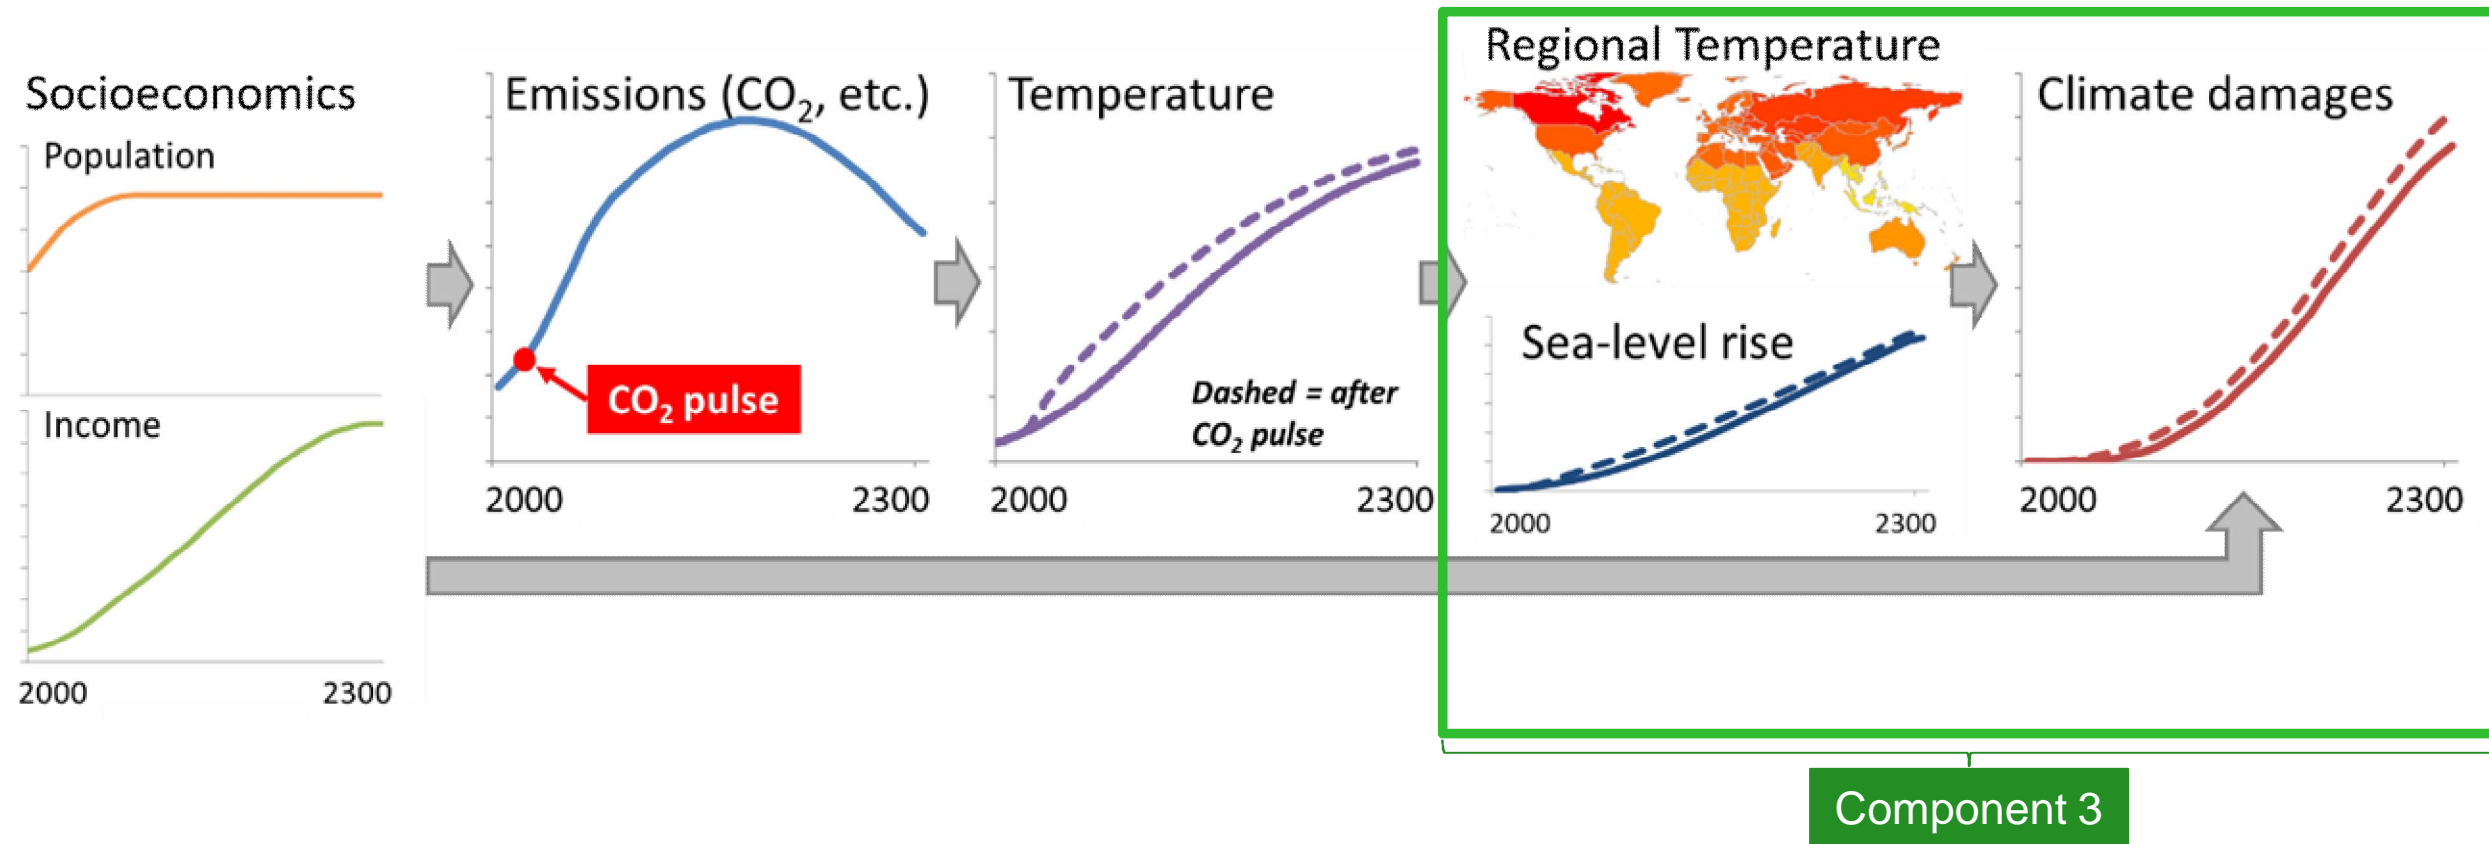 Socioeconomics
Population
Income
2000
2300
Emissions (CO₂, etc.)
CO₂ pulse
2000
2300
Temperature
Dashed = after
CO₂ pulse
2000
2300
Regional Temperature
Sea-level rise
2000
2300
Climate damages
2000
2300
Component 3